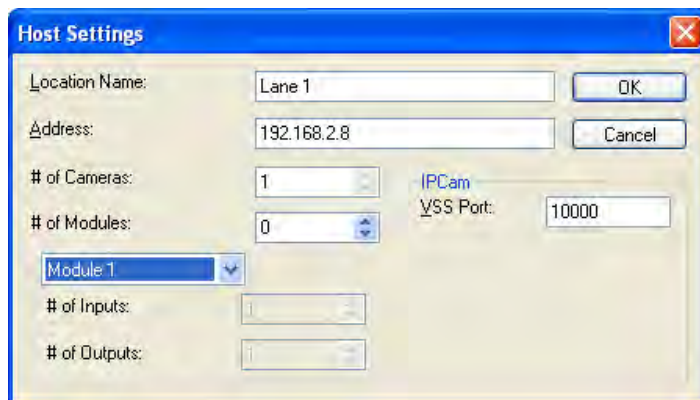 Host Settings
Location Name: Lane 1 OK
Address: 192.168.2.8 Cancel
# of Cameras: 1 IPCam
VSS Port: 10000
# of Modules: 0
Module 1
# of Inputs: 1
# of Outputs: 1